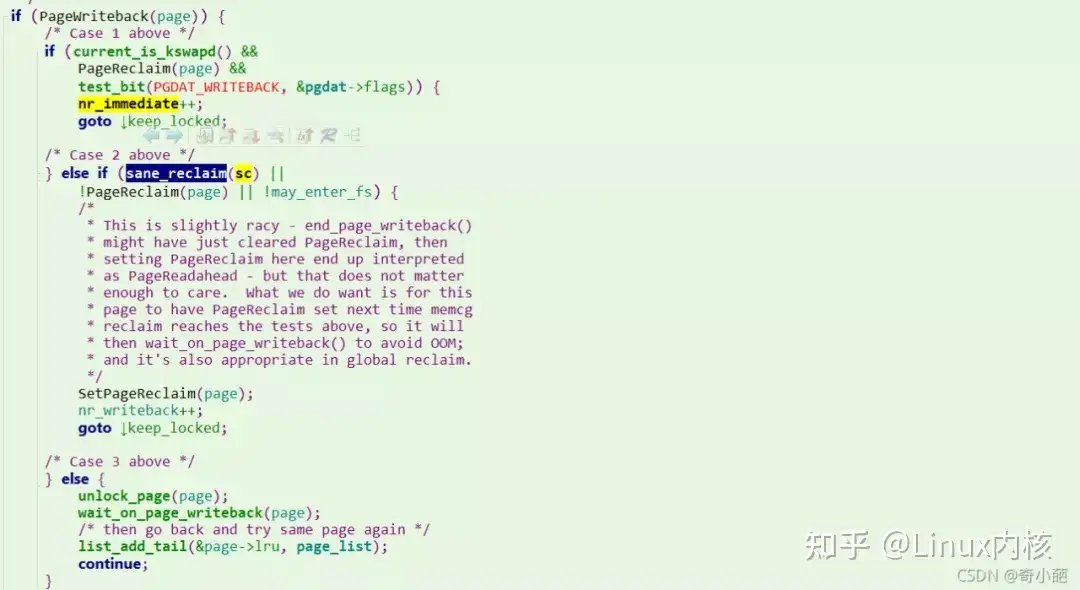 if (PageWriteback(page)) {
/* Case 1 above */
if (current_is_kswapd() &&
PageReclaim(page) &&
test_bit(PGDAT_WRITEBACK, &pgdat->flags)) {
nr_immediate++;
goto ↓keep_locked;
/* Case 2 above */
} else if (sane_reclaim(sc) ||
!PageReclaim(page) || !may_enter_fs) {
/*
* This is slightly racy - end_page_writeback()
* might have just cleared PageReclaim, then
* setting PageReclaim here end up interpreted
* as PageReadahead - but that does not matter
* enough to care.  What we do want is for this
* page to have PageReclaim set next time memcg
* reclaim reaches the tests above, so it will
* then wait_on_page_writeback() to avoid OOM;
* and it's also appropriate in global reclaim.
*/
SetPageReclaim(page);
nr_writeback++;
goto ↓keep_locked;
/* Case 3 above */
} else {
unlock_page(page);
wait_on_page_writeback(page);
/* then go back and try same page again */
list_add_tail(&page->lru, page_list);
continue;
}
知乎 @Linux内核
CSDN @奇小葩